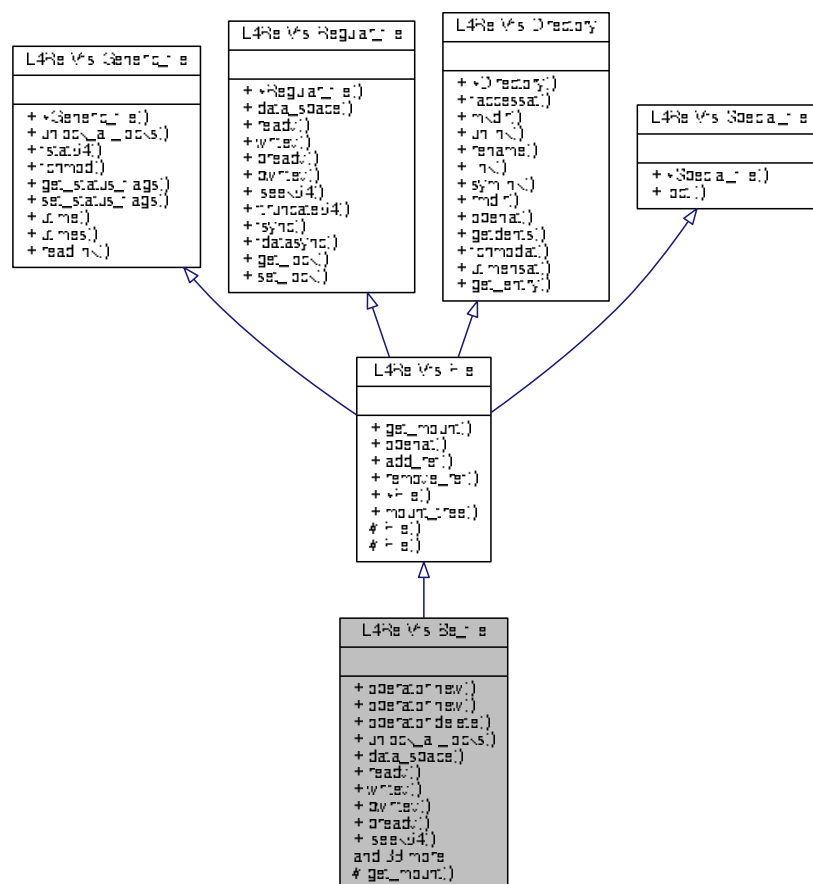 L4Re::Vfs::Generic_file
+ ~Generic_file()
+ unlock_all_locks()
+ fstat64()
+ fchmod()
+ get_status_flags()
+ set_status_flags()
+ utime()
+ utimes()
+ readlink()
L4Re::Vfs::Regular_file
+ ~Regular_file()
+ data_space()
+ readv()
+ writev()
+ preadv()
+ pwritev()
+ lseek64()
+ ftruncate64()
+ fsync()
+ fdatasync()
+ get_lock()
+ set_lock()
L4Re::Vfs::Directory
+ ~Directory()
+ faccessat()
+ mkdir()
+ unlink()
+ rename()
+ link()
+ symlink()
+ rmdir()
+ openat()
+ getdents()
+ fchmodat()
+ utimensat()
+ get_entry()
L4Re::Vfs::Special_file
+ ~Special_file()
+ ioctl()
L4Re::Vfs::File
+ get_mount()
+ openat()
+ add_ref()
+ remove_ref()
+ ~File()
+ mount_tree()
# File()
# File()
L4Re::Vfs::Be_file
+ operator new()
+ operator new()
+ operator delete()
+ unlock_all_locks()
+ data_space()
+ readv()
+ writev()
+ pwritev()
+ preadv()
+ lseek64()
and 39 more...
# get_mount()